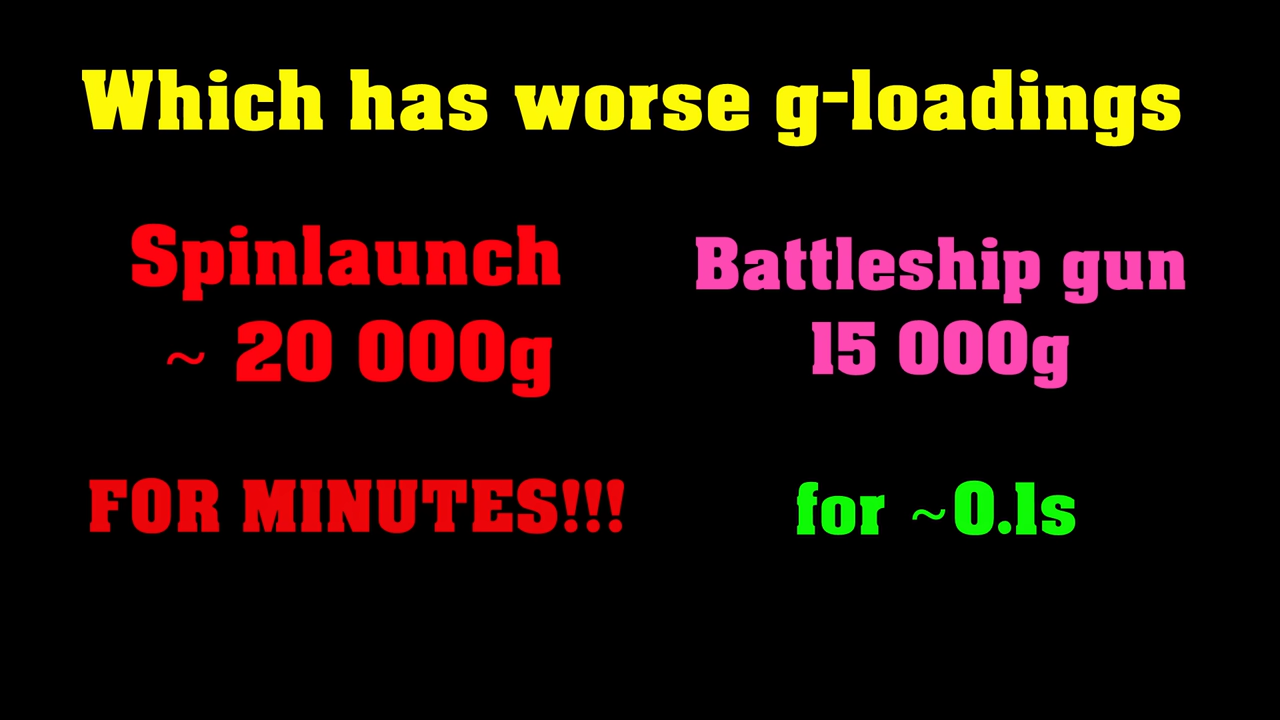 Which has worse g-loadings
Spinlaunch
~ 20 000g
FOR MINUTES!!!
Battleship gun
15 000g
for ~0.1s